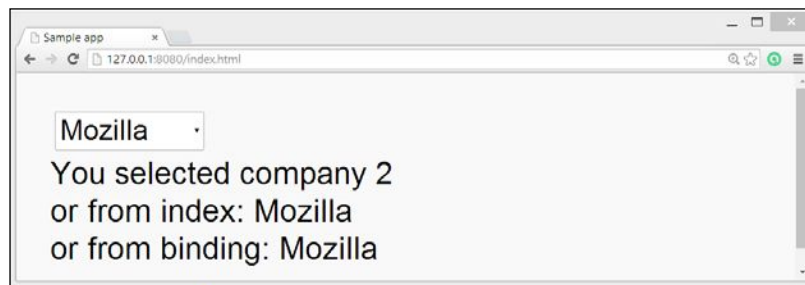 Sample app
127.0.0.1:8080/index.html
Mozilla
You selected company 2
or from index: Mozilla
or from binding: Mozilla